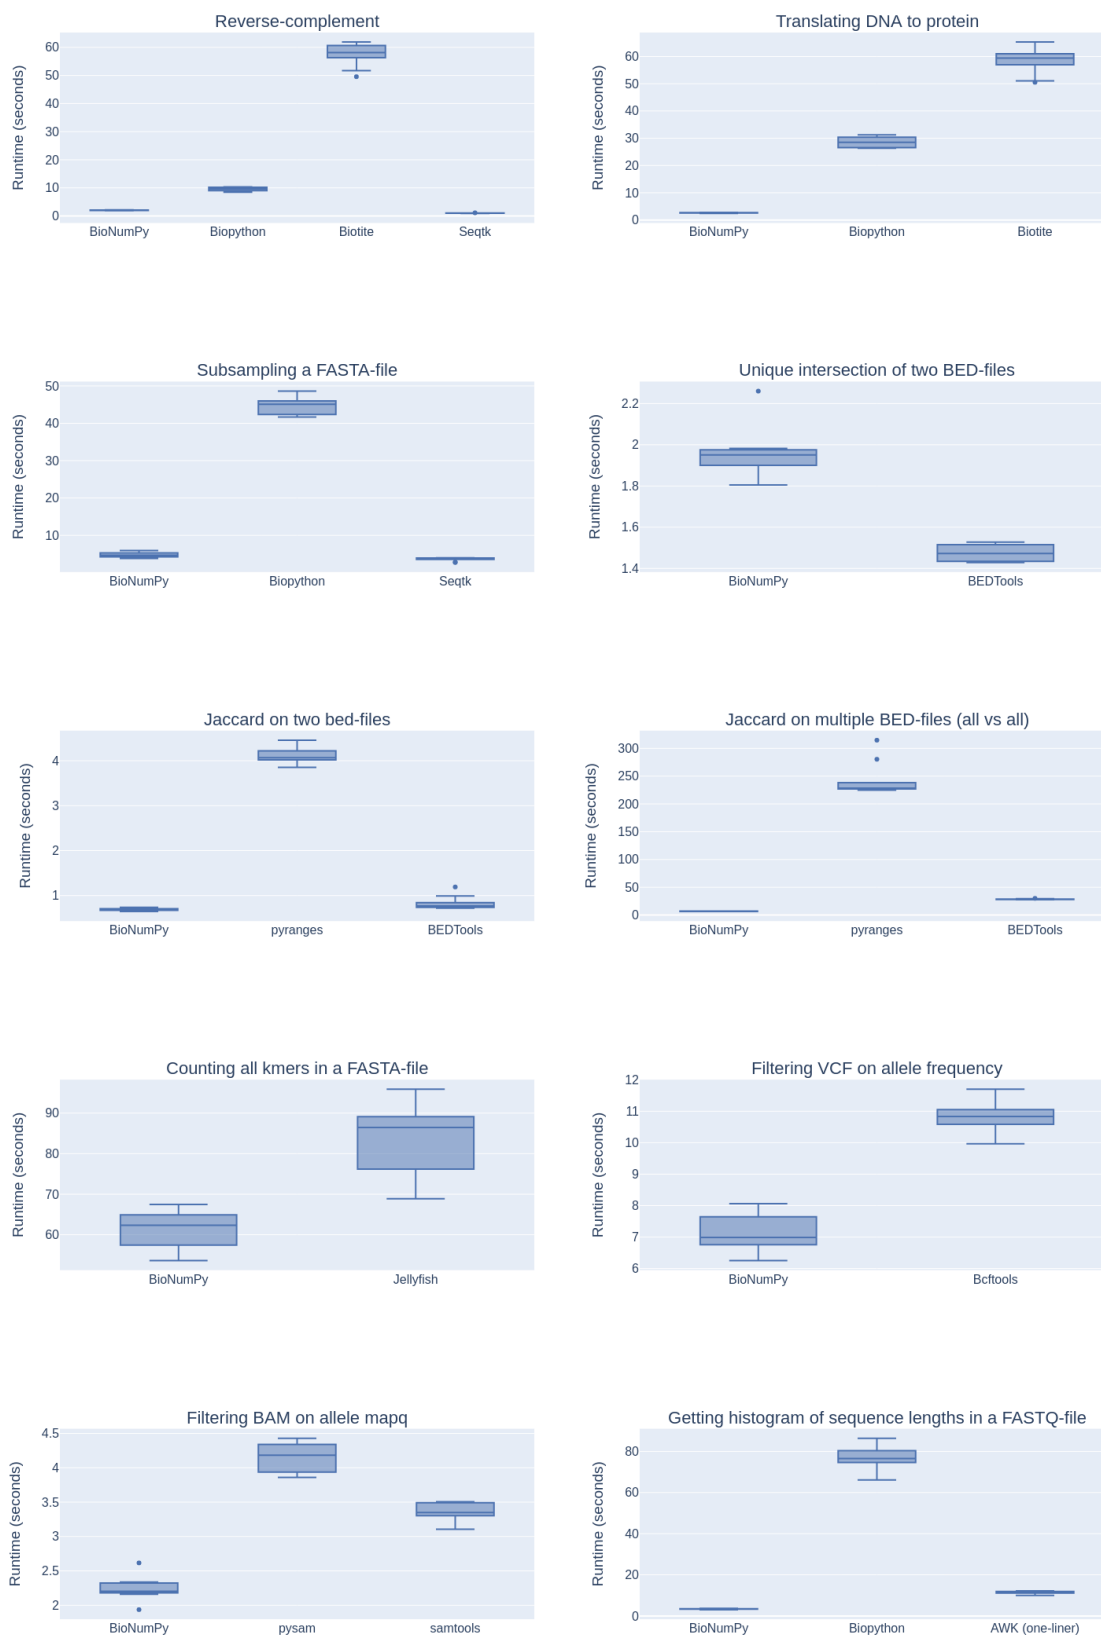 Reverse-complement
Runtime (seconds)
60
50
40
30
20
10
0
BioNumPy Biopython Biotite Seqtk
Translating DNA to protein
Runtime (seconds)
60
50
40
30
20
10
0
BioNumPy Biopython Biotite
Subsampling a FASTA-file
Runtime (seconds)
50
40
30
20
10
BioNumPy Biopython Seqtk
Unique intersection of two BED-files
Runtime (seconds)
2.2
2
1.8
1.6
1.4
BioNumPy BEDTools
Jaccard on two bed-files
Runtime (seconds)
4
3
2
1
BioNumPy pyranges BEDTools
Jaccard on multiple BED-files (all vs all)
Runtime (seconds)
300
250
200
150
100
50
0
BioNumPy pyranges BEDTools
Counting all kmers in a FASTA-file
Runtime (seconds)
90
80
70
60
BioNumPy Jellyfish
Filtering VCF on allele frequency
Runtime (seconds)
12
11
10
9
8
7
6
BioNumPy Bcftools
Filtering BAM on allele mapq
Runtime (seconds)
4.5
4
3.5
3
2.5
2
BioNumPy pysam samtools
Getting histogram of sequence lengths in a FASTQ-file
Runtime (seconds)
80
60
40
20
0
BioNumPy Biopython AWK (one-liner)